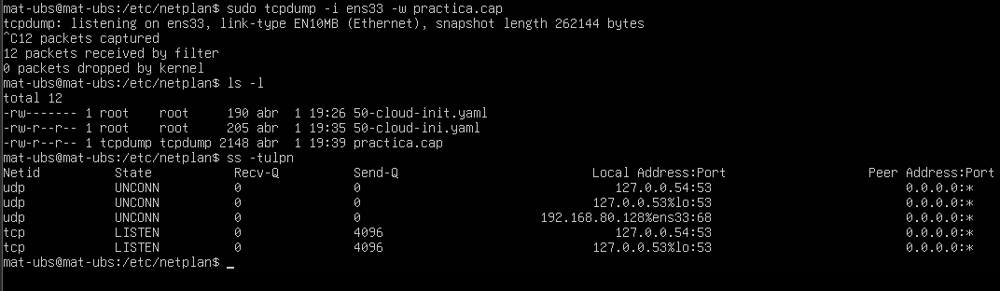 mat-ubs@mat-ubs:/etc/netplan$ sudo tcpdump -i ens33 -w practica.cap
tcpdump: listening on ens33, link-type EN10MB (Ethernet), snapshot length 262144 bytes
^C12 packets captured
12 packets received by filter
0 packets dropped by kernel
mat-ubs@mat-ubs:/etc/netplan$ ls -l
total 12
-rw------- 1 root    root     190 abr  1 19:26 50-cloud-init.yaml
-rw-r--r-- 1 root    root     205 abr  1 19:35 50-cloud-ini.yaml
-rw-r--r-- 1 tcpdump tcpdump 2148 abr  1 19:39 practica.cap
mat-ubs@mat-ubs:/etc/netplan$ ss -tulpn
Netid          State          Recv-Q          Send-Q                    Local Address:Port                    Peer Address:Port
udp            UNCONN         0               0                            127.0.0.54:53                           0.0.0.0:*
udp            UNCONN         0               0                         127.0.0.53%lo:53                           0.0.0.0:*
udp            UNCONN         0               0                  192.168.80.128%ens33:68                           0.0.0.0:*
tcp            LISTEN         0               4096                         127.0.0.54:53                           0.0.0.0:*
tcp            LISTEN         0               4096                      127.0.0.53%lo:53                           0.0.0.0:*
mat-ubs@mat-ubs:/etc/netplan$ _